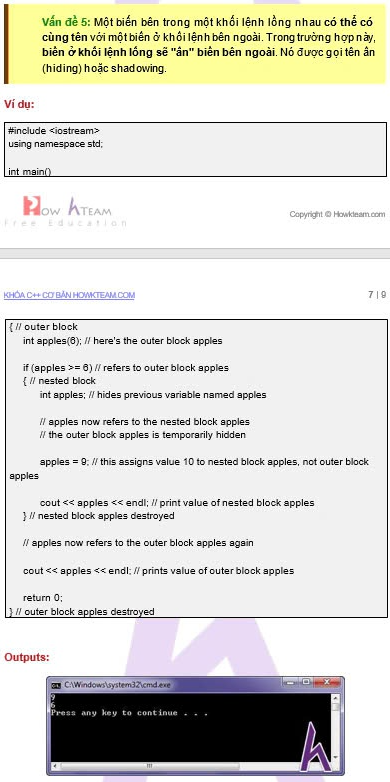 Vấn đề 5: Một biến bên trong một khối lệnh lồng nhau có thể có
cùng tên với một biến ở khối lệnh bên ngoài. Trong trường hợp này,
biến ở khối lệnh lồng sẽ "ẩn" biến bên ngoài. Nó được gọi tên ẩn
(hiding) hoặc shadowing.
Ví dụ:
#include <iostream>
using namespace std;
int main()
How Kteam
Free Education
Copyright © Howkteam.com
KHÓA C++ CƠ BẢN HOWKTEAM.COM
7 | 9
{ // outer block
int apples(6); // here's the outer block apples
if (apples >= 6) // refers to outer block apples
{ // nested block
int apples; // hides previous variable named apples
// apples now refers to the nested block apples
// the outer block apples is temporarily hidden
apples = 9; // this assigns value 10 to nested block apples, not outer block
apples
cout << apples << endl; // print value of nested block apples
} // nested block apples destroyed
// apples now refers to the outer block apples again
cout << apples << endl; // prints value of outer block apples
return 0;
} // outer block apples destroyed
Outputs:
C:\Windows\system32\cmd.exe
9
6
Press any key to continue . . .